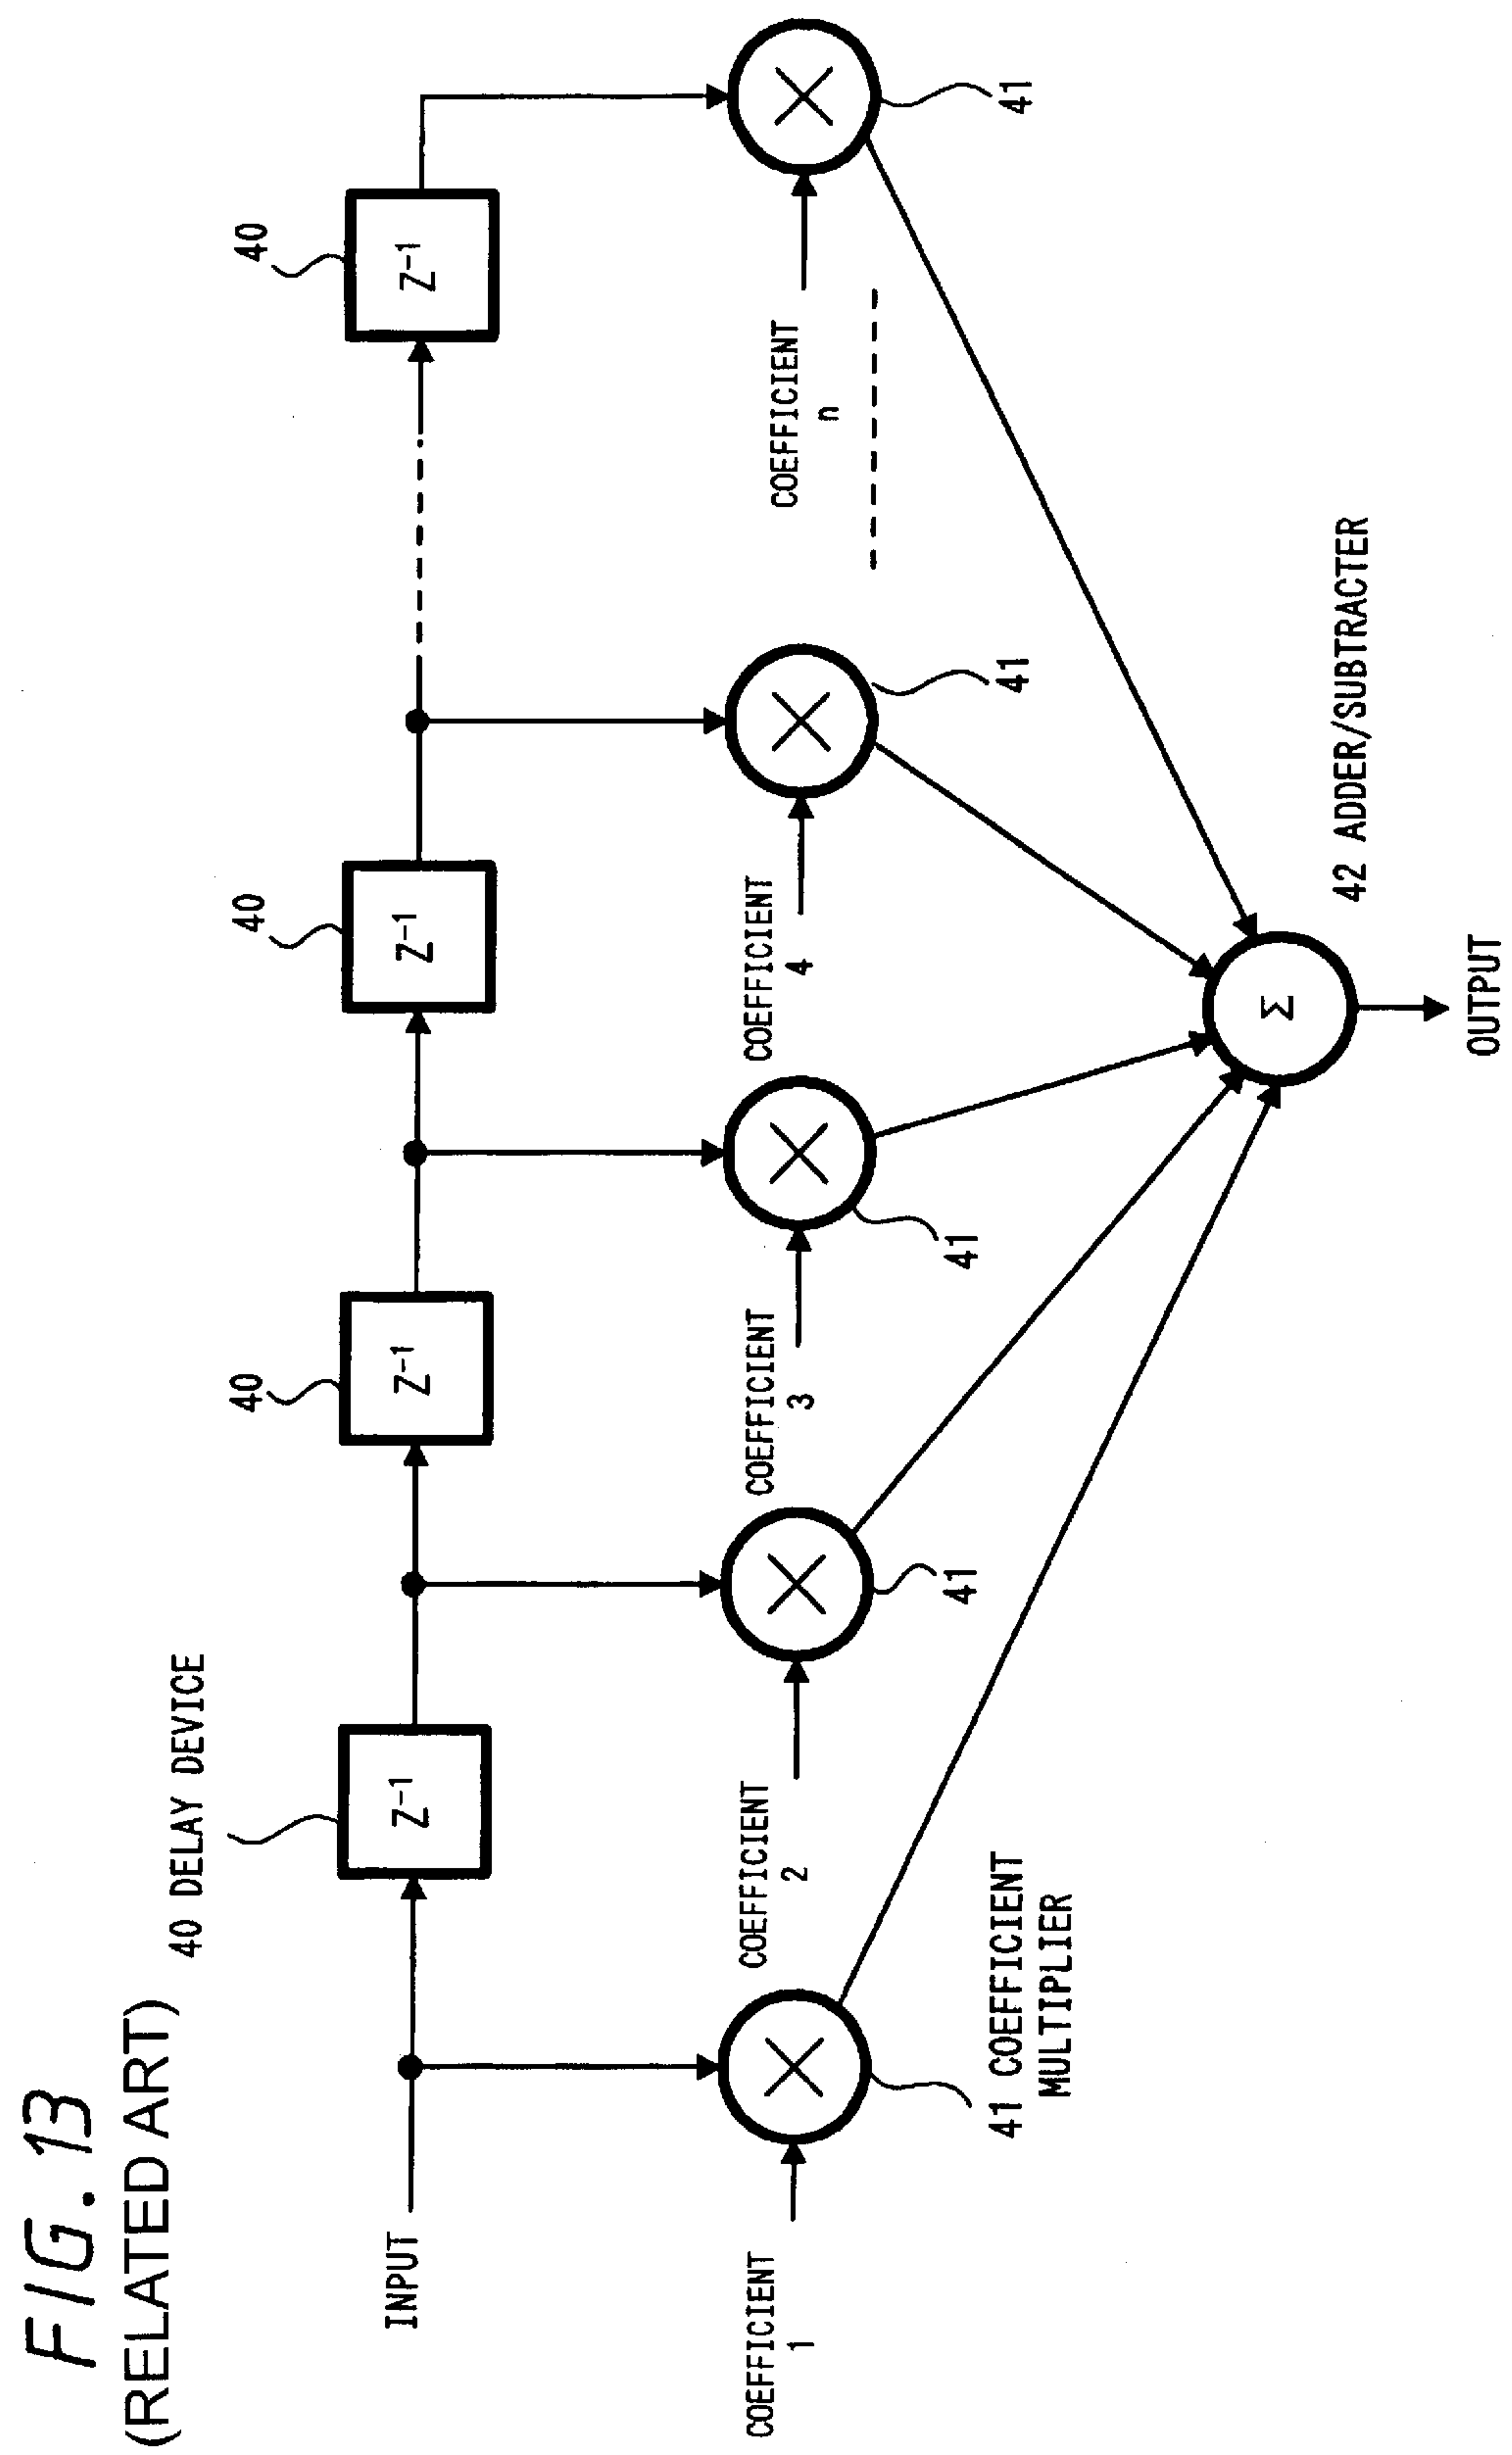 FIG. 13
(RELATED ART)
40 DELAY DEVICE
40
40
40
INPUT
Z⁻¹
Z⁻¹
Z⁻¹
Z⁻¹
COEFFICIENT
1
COEFFICIENT
2
COEFFICIENT
3
COEFFICIENT
4
COEFFICIENT
n
41 COEFFICIENT
MULTIPLIER
41
41
41
41
Σ
42 ADDER/SUBTRACTER
OUTPUT